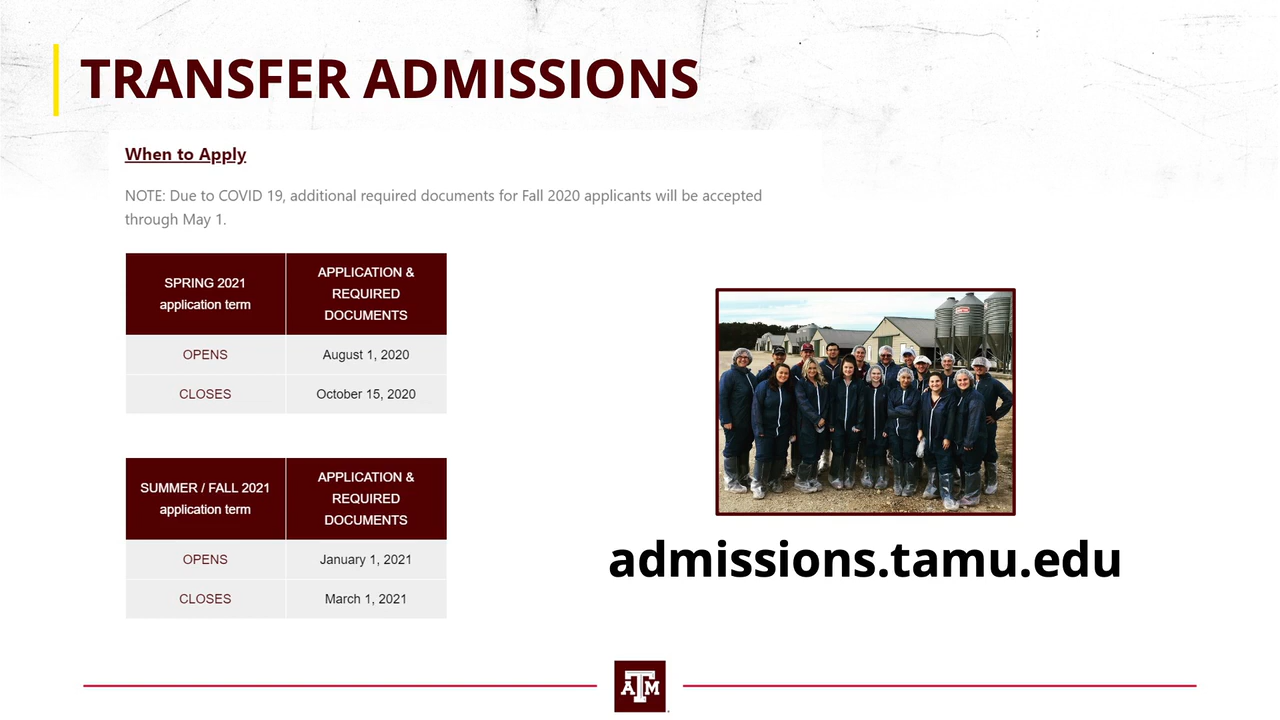 TRANSFER ADMISSIONS
When to Apply
NOTE: Due to COVID 19, additional required documents for Fall 2020 applicants will be accepted
through May 1.
SPRING 2021
application term
APPLICATION &
REQUIRED
DOCUMENTS
OPENS
August 1, 2020
CLOSES
October 15, 2020
SUMMER / FALL 2021
application term
APPLICATION &
REQUIRED
DOCUMENTS
OPENS
January 1, 2021
CLOSES
March 1, 2021
admissions.tamu.edu
ATM